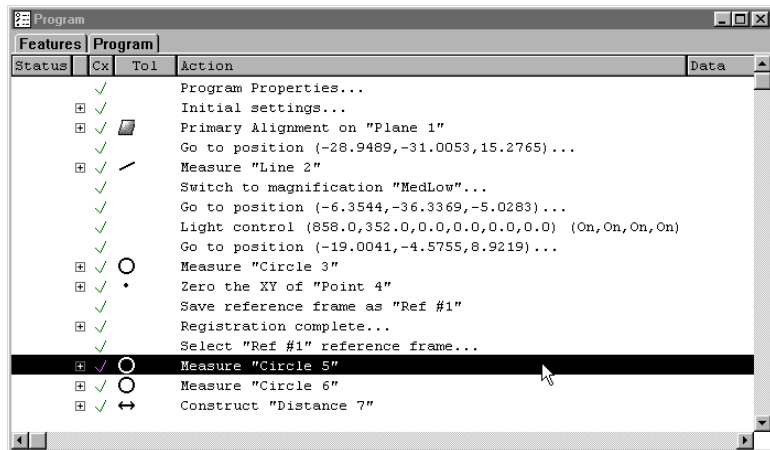 Program
Features Program
Status Cx Tol Action Data
Program Properties...
Initial settings...
Primary Alignment on "Plane 1"
Go to position (-28.9489,-31.0053,15.2765)...
Measure "Line 2"
Switch to magnification "MedLow"...
Go to position (-6.3544,-36.3369,-5.0283)...
Light control (858.0,352.0,0.0,0.0,0.0,0.0) (On,On,On,On)
Go to position (-19.0041,-4.5755,8.9219)...
Measure "Circle 3"
Zero the XY of "Point 4"
Save reference frame as "Ref #1"
Registration complete...
Select "Ref #1" reference frame...
Measure "Circle 5"
Measure "Circle 6"
Construct "Distance 7"